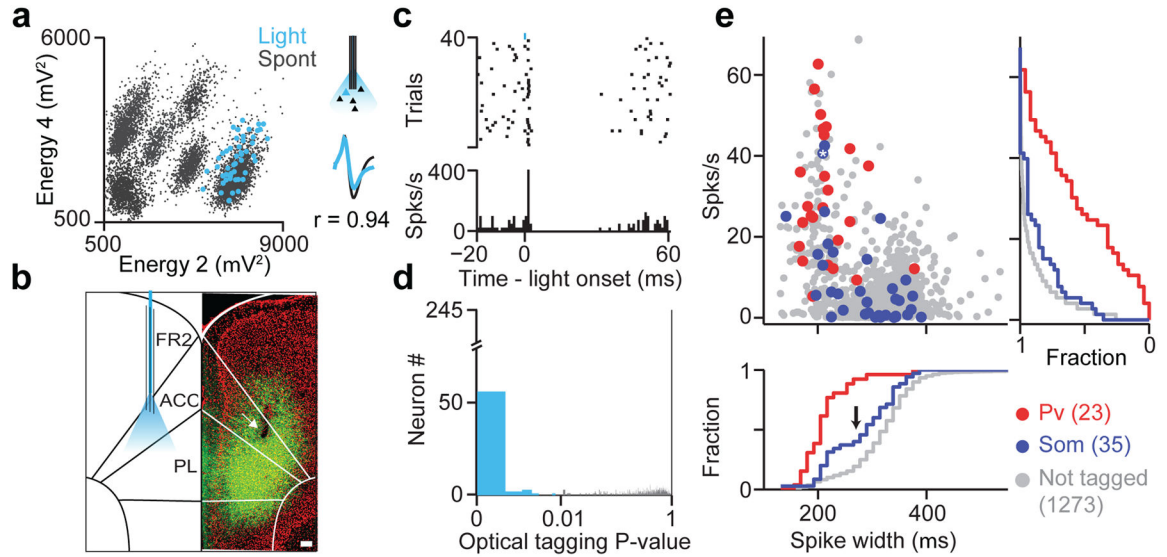 a
6000
Energy 4 (mV²)
500
500
9000
Energy 2 (mV²)
Light
Spont
r = 0.94
b
FR2
ACC
PL
c
40
Trials
400
Spks/s
0
−20
0
60
Time - light onset (ms)
d
245
Neuron #
50
0
0
0.01
1
Optical tagging P-value
e
60
40
20
0
Spks/s
*
200
400
1
0
Fraction
1
Fraction
0
200
400
Spike width (ms)
Pv (23)
Som (35)
Not tagged
(1273)